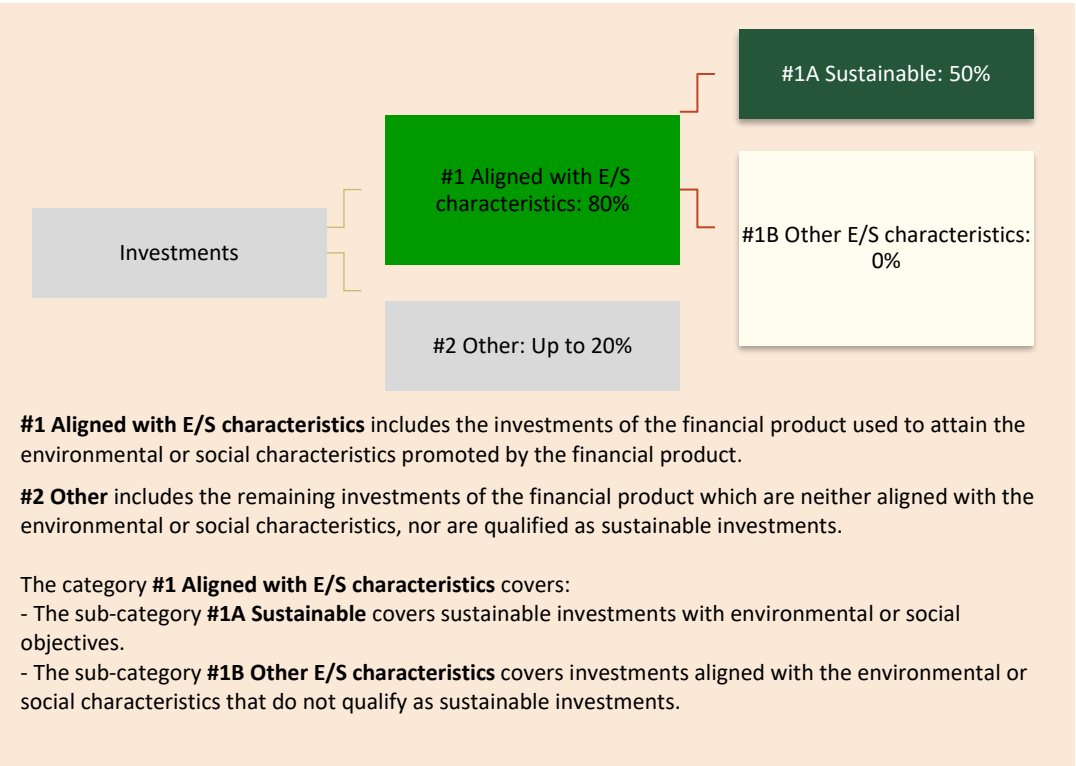 #1A Sustainable: 50%
#1 Aligned with E/S
characteristics: 80%
#1B Other E/S characteristics:
0%
Investments
#2 Other: Up to 20%
#1 Aligned with E/S characteristics includes the investments of the financial product used to attain the
environmental or social characteristics promoted by the financial product.
#2 Other includes the remaining investments of the financial product which are neither aligned with the
environmental or social characteristics, nor are qualified as sustainable investments.
The category #1 Aligned with E/S characteristics covers:
- The sub-category #1A Sustainable covers sustainable investments with environmental or social
objectives.
- The sub-category #1B Other E/S characteristics covers investments aligned with the environmental or
social characteristics that do not qualify as sustainable investments.